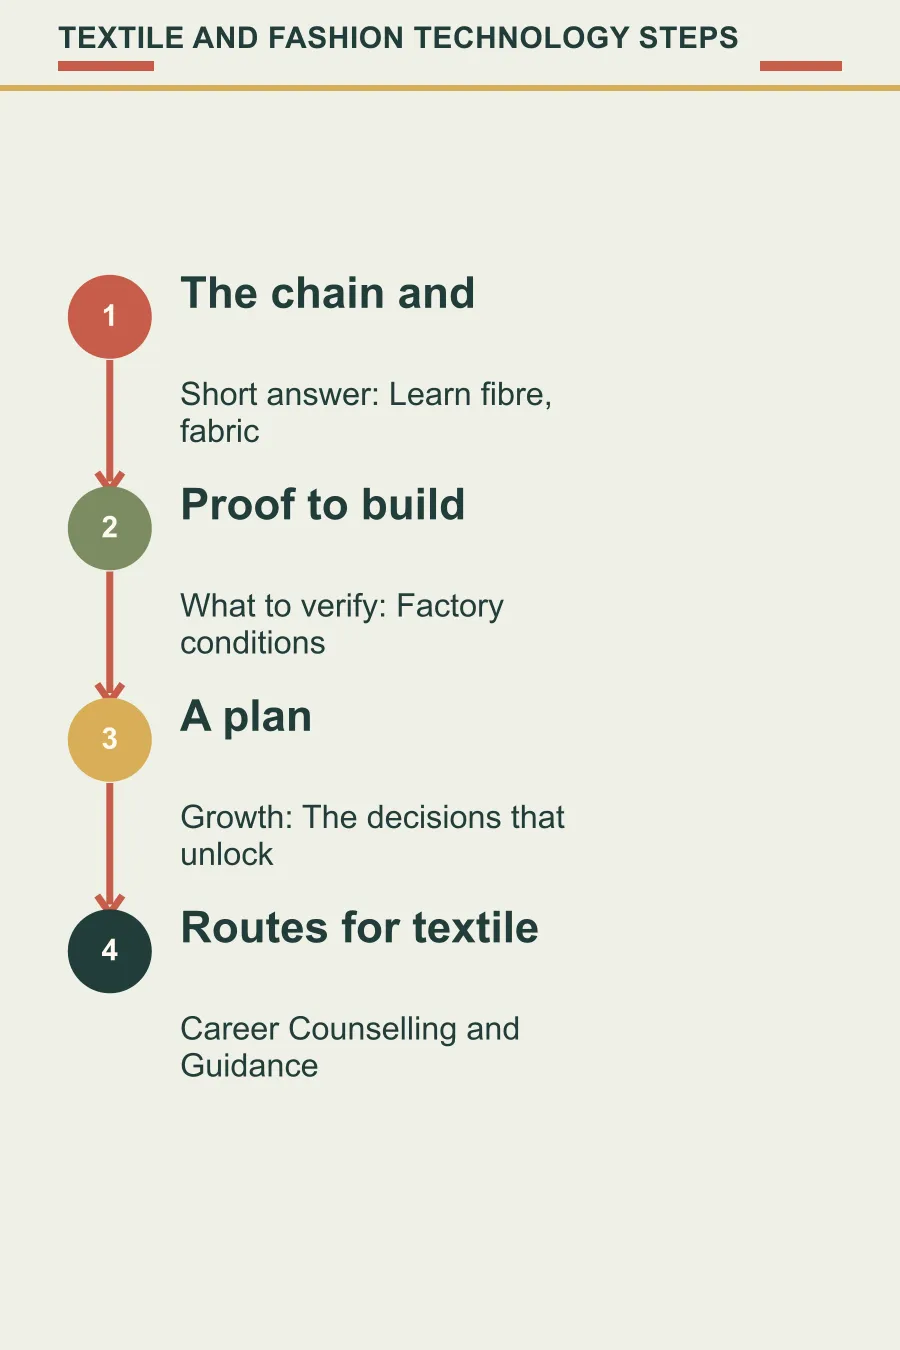 TEXTILE AND FASHION TECHNOLOGY STEPS
1
The chain and
Short answer: Learn fibre,
fabric
2
Proof to build
What to verify: Factory
conditions
3
A plan
Growth: The decisions that
unlock
4
Routes for textile
Career Counselling and
Guidance